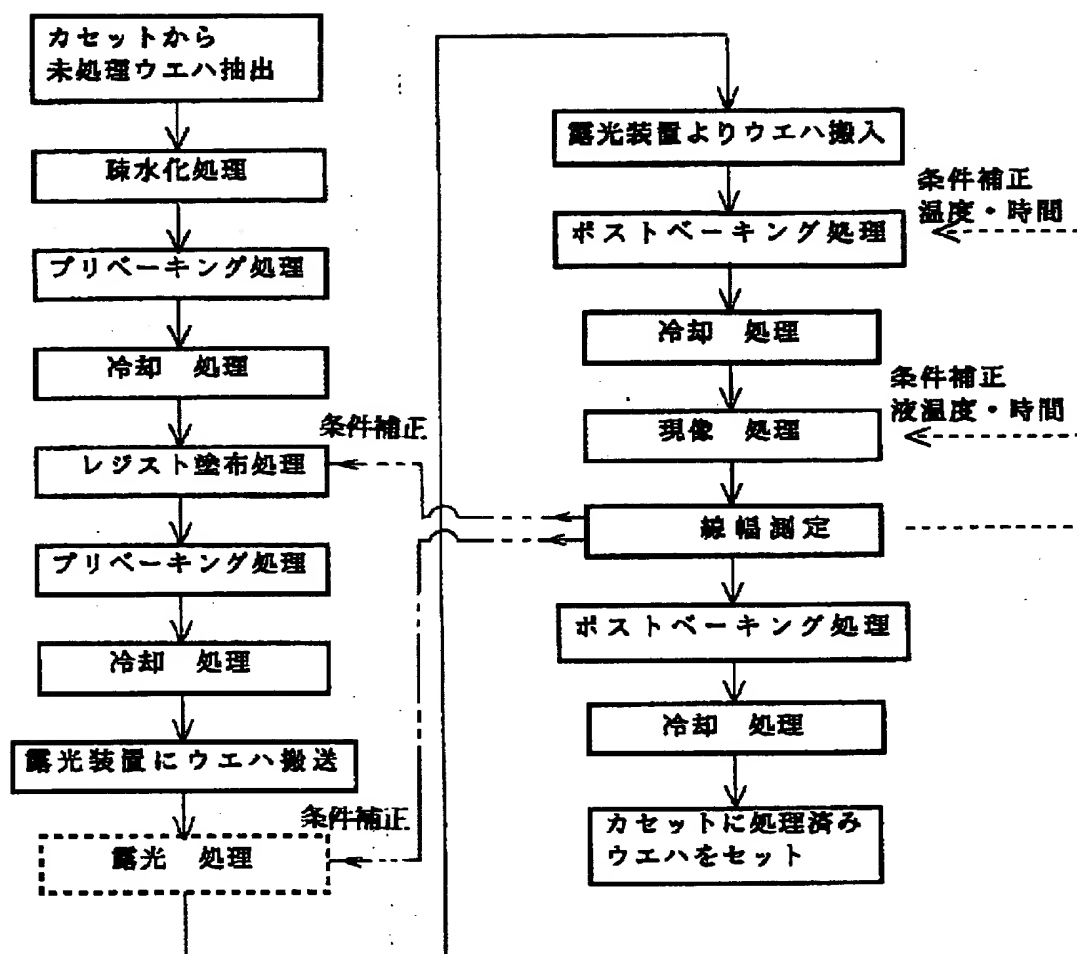 カセットから
未処理ウエハ抽出
疎水化処理
プリベーキング処理
冷却 処理
条件補正
レジスト塗布処理
プリベーキング処理
冷却 処理
露光装置にウエハ搬送
条件補正
露光 処理
露光装置よりウエハ搬入
条件補正
温度・時間
ポストベーキング処理
冷却 処理
条件補正
液温度・時間
現像 処理
線幅測定
ポストベーキング処理
冷却 処理
カセットに処理済み
ウエハをセット